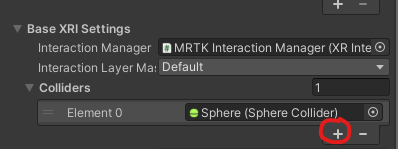 + −
Base XRI Settings
Interaction Manager MRTK Interaction Manager (XR Inte
Interaction Layer Mas Default
Colliders 1
Element 0 Sphere (Sphere Collider)
+ −